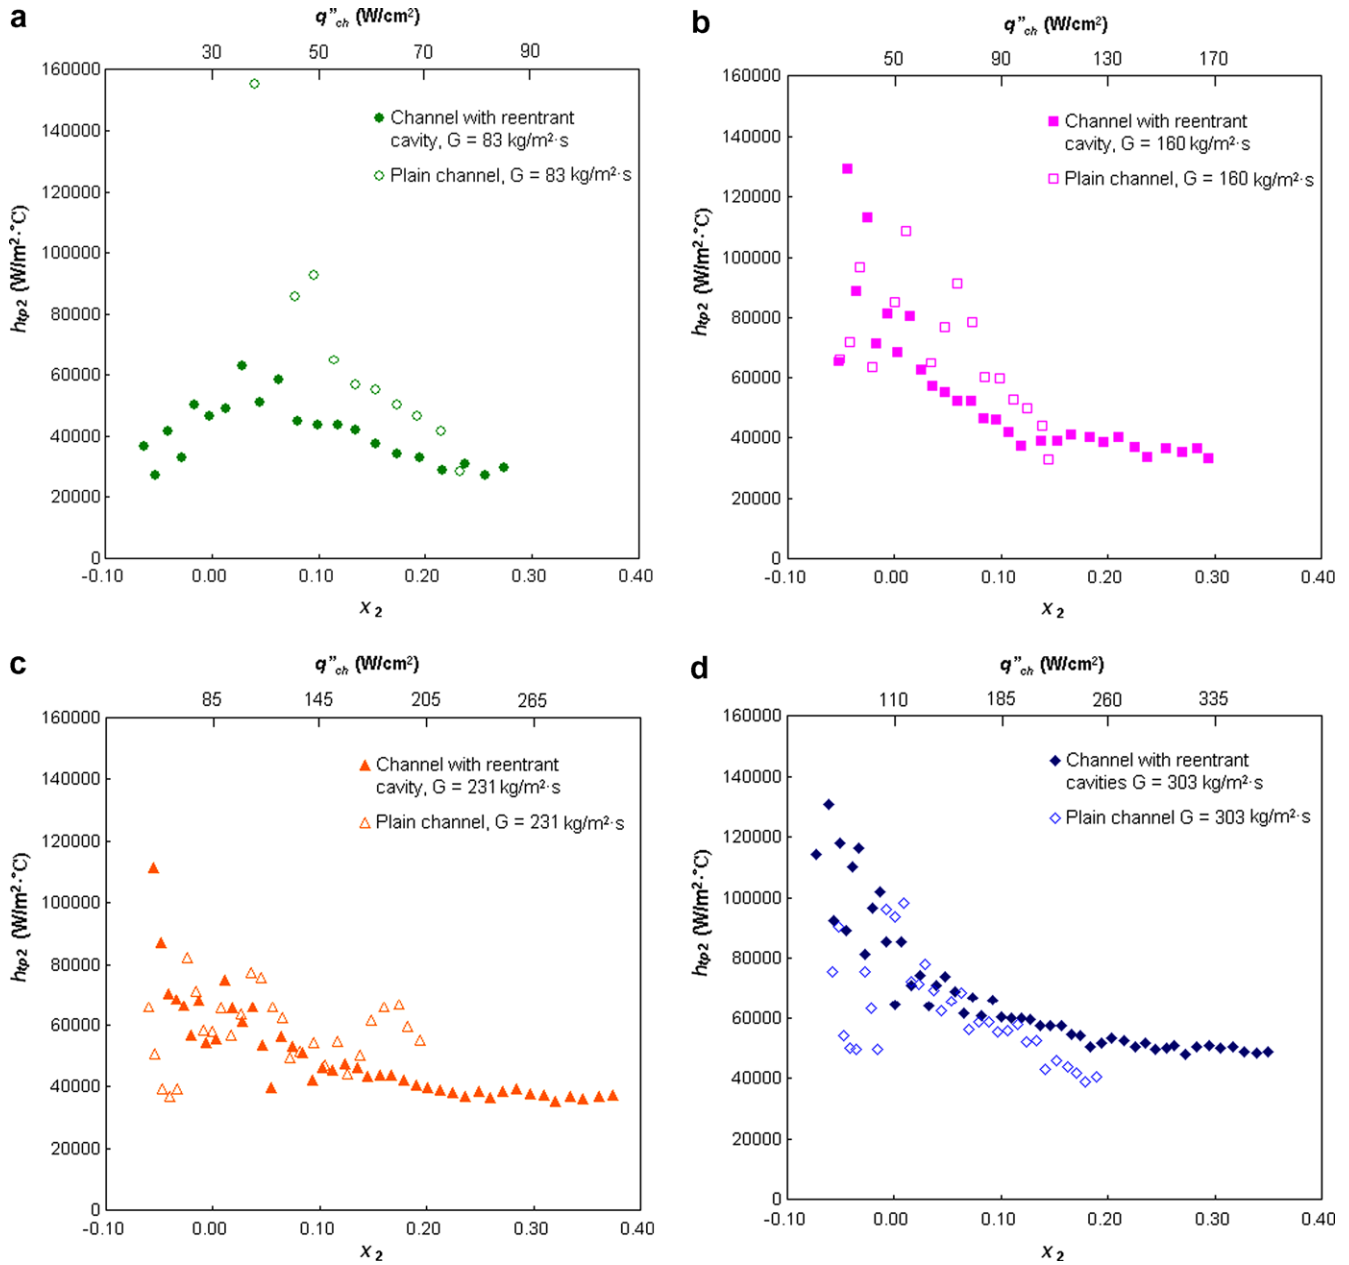 a
q"ch (W/cm²)
30 50 70 90
160000
140000
120000
100000
80000
60000
40000
20000
0
htp2 (W/m²·°C)
Channel with reentrant
cavity, G = 83 kg/m²·s
Plain channel, G = 83 kg/m²·s
-0.10 0.00 0.10 0.20 0.30 0.40
x2
b
q"ch (W/cm²)
50 90 130 170
160000
140000
120000
100000
80000
60000
40000
20000
0
htp2 (W/m²·°C)
Channel with reentrant
cavity, G = 160 kg/m²·s
Plain channel, G = 160 kg/m²·s
-0.10 0.00 0.10 0.20 0.30 0.40
x2
c
q"ch (W/cm²)
85 145 205 265
160000
140000
120000
100000
80000
60000
40000
20000
0
htp2 (W/m²·°C)
Channel with reentrant
cavity, G = 231 kg/m²·s
Plain channel, G = 231 kg/m²·s
-0.10 0.00 0.10 0.20 0.30 0.40
x2
d
q"ch (W/cm²)
110 185 260 335
160000
140000
120000
100000
80000
60000
40000
20000
0
htp2 (W/m²·°C)
Channel with reentrant
cavities G = 303 kg/m²·s
Plain channel G = 303 kg/m²·s
-0.10 0.00 0.10 0.20 0.30 0.40
x2